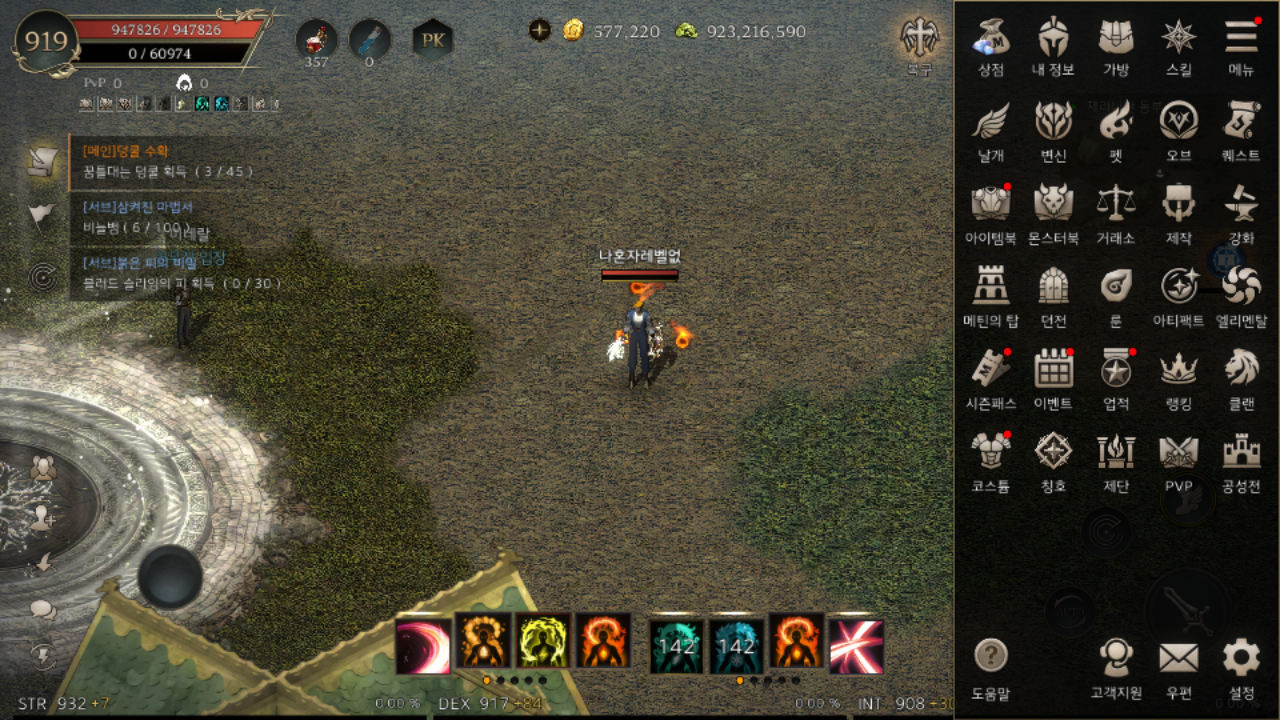 919
947826 / 947826
0 / 60974
PvP 0
0
357
0
PK
577,220
923,216,590
복구
[메인]덩쿨 수확
꿈틀대는 덩쿨 획득 ( 3 / 45 )
[서브]삼켜진 마법서
비늘병 ( 6 / 100 )
[서브]붉은 피의 비밀
블러드 슬라임의 피 획득 ( 0 / 30 )
입장
나혼자레벨없
상점
내 정보
가방
스킬
메뉴
날개
변신
펫
오브
퀘스트
아이템북
몬스터북
거래소
제작
강화
메틴의 탑
던전
룬
아티팩트
엘리멘탈
시즌패스
이벤트
업적
랭킹
클랜
코스튬
칭호
제단
PVP
공성전
142
142
?
도움말
고객지원
우편
설정
STR 932 +7
0.00 %
DEX 917 +84
0.00 %
INT 908 +30